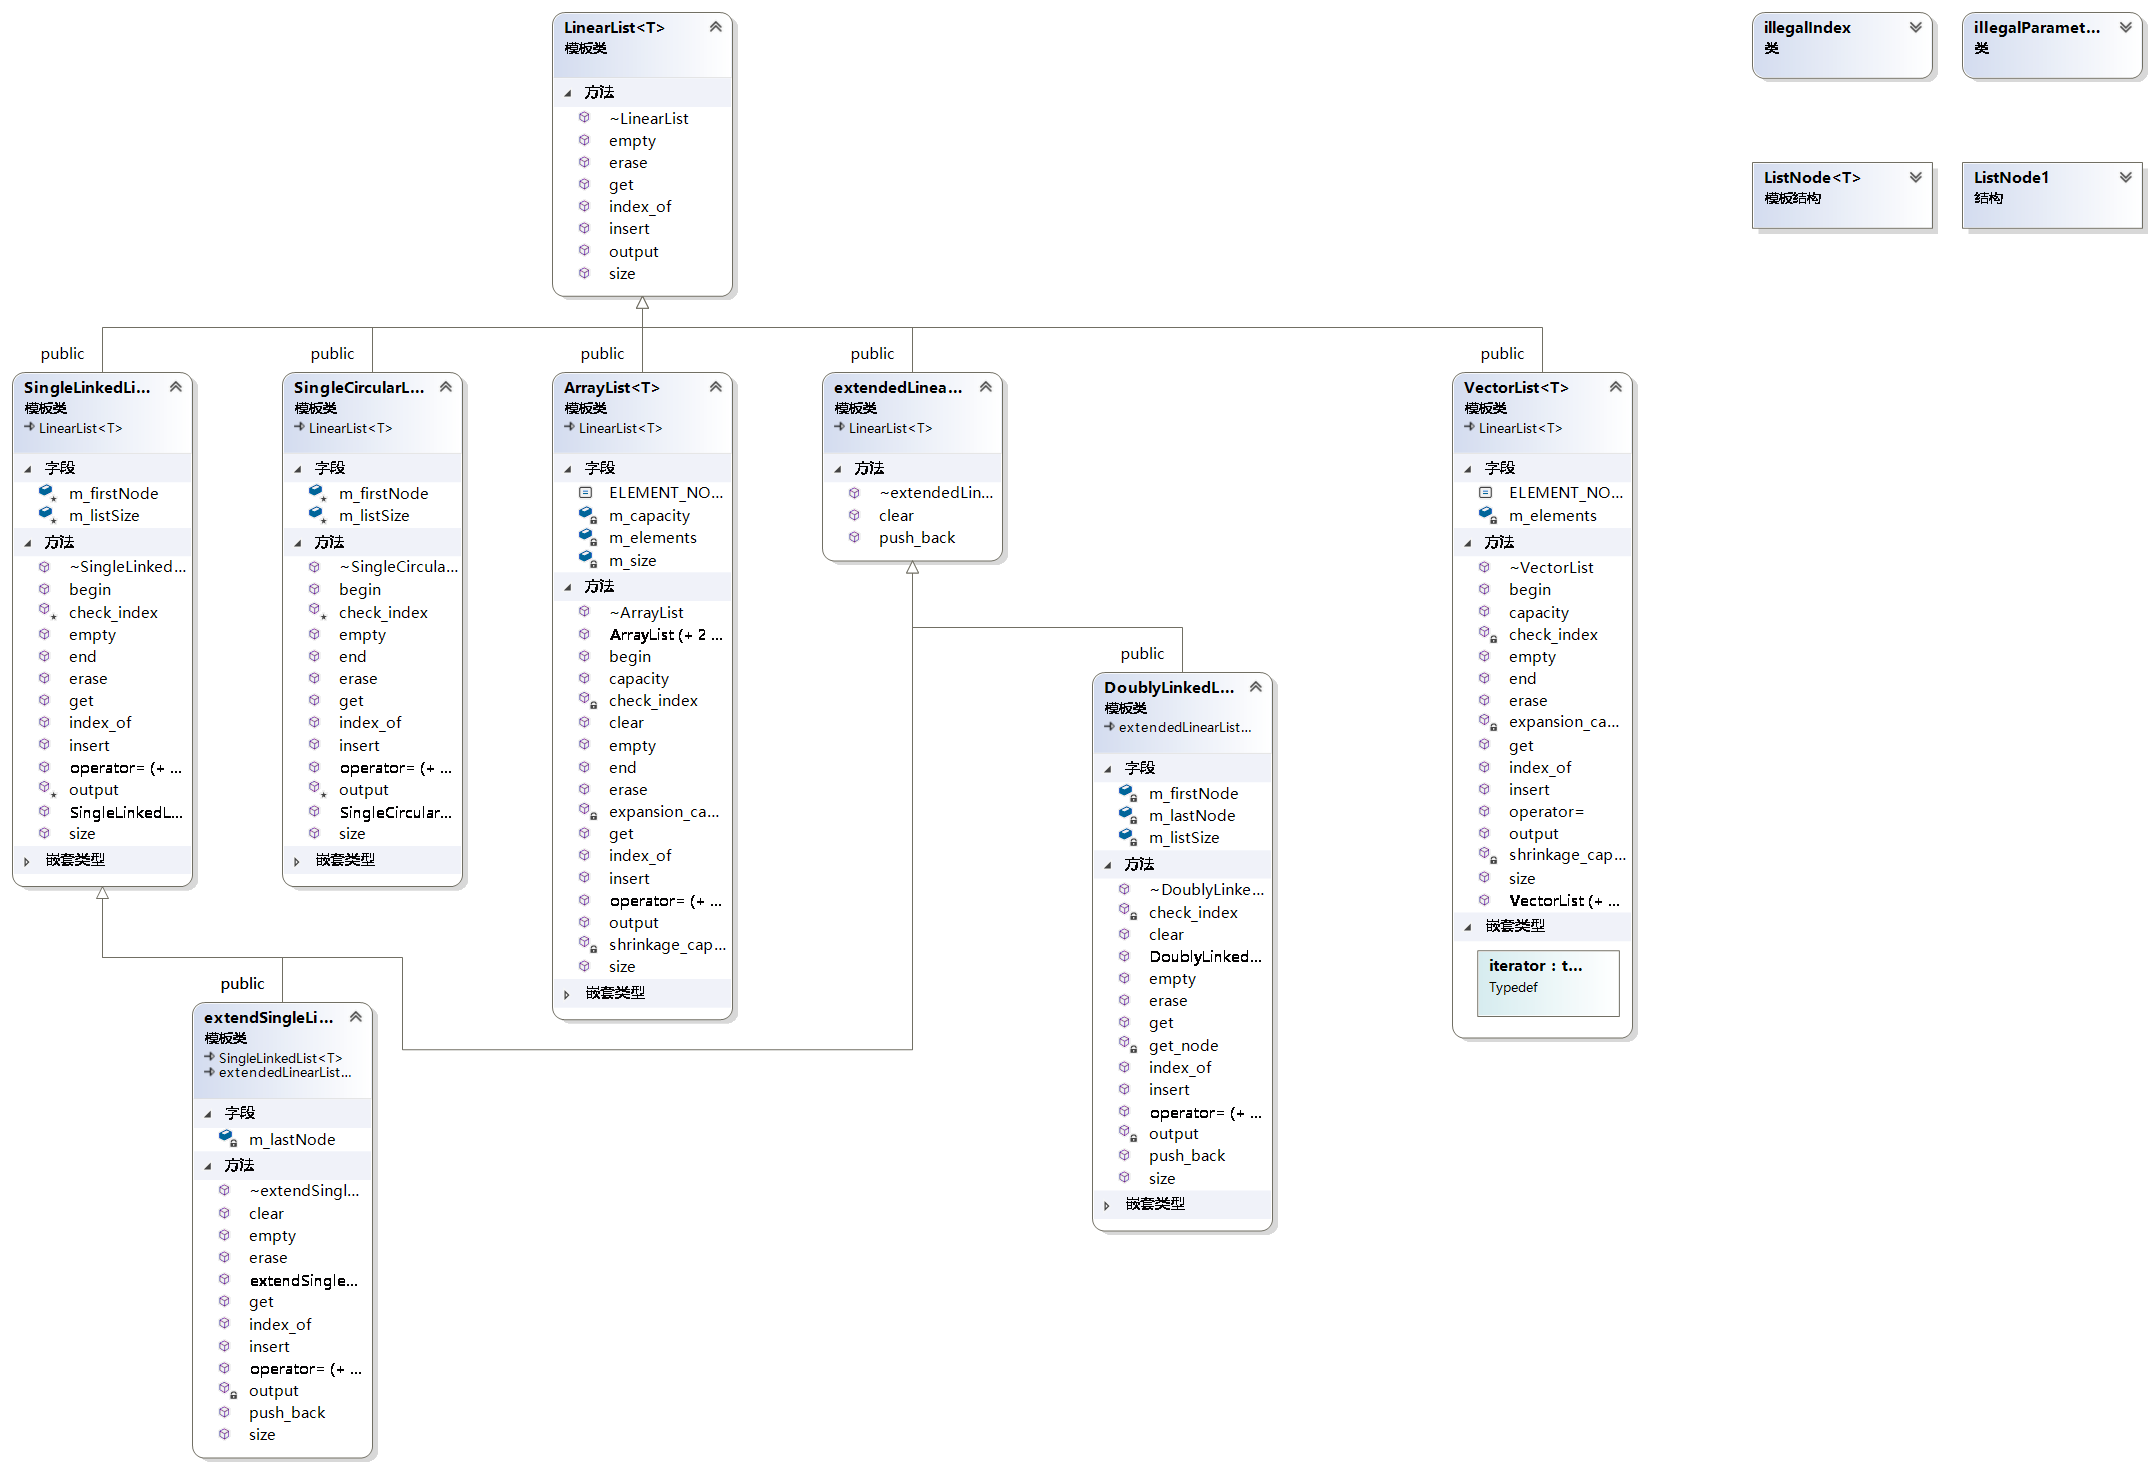 LinearList<T>
模板类
方法
~LinearList
empty
erase
get
index_of
insert
output
size
illegalIndex
类
illegalParamet...
类
ListNode<T>
模板结构
ListNode1
结构
public
SingleLinkedLi...
模板类
LinearList<T>
字段
m_firstNode
m_listSize
方法
~SingleLinked...
begin
check_index
empty
end
erase
get
index_of
insert
operator= (+ ...
output
SingleLinkedL...
size
嵌套类型
public
SingleCircularL...
模板类
LinearList<T>
字段
m_firstNode
m_listSize
方法
~SingleCircula...
begin
check_index
empty
end
erase
get
index_of
insert
operator= (+ ...
output
SingleCircular...
size
嵌套类型
public
ArrayList<T>
模板类
LinearList<T>
字段
ELEMENT_NO...
m_capacity
m_elements
m_size
方法
~ArrayList
ArrayList (+ 2 ...
begin
capacity
check_index
clear
empty
end
erase
expansion_ca...
get
index_of
insert
operator= (+ ...
output
shrinkage_cap...
size
嵌套类型
public
extendedLinea...
模板类
LinearList<T>
方法
~extendedLin...
clear
push_back
public
DoublyLinkedL...
模板类
extendedLinearList...
字段
m_firstNode
m_lastNode
m_listSize
方法
~DoublyLinke...
check_index
clear
DoublyLinked...
empty
erase
get
get_node
index_of
insert
operator= (+ ...
output
push_back
size
嵌套类型
public
VectorList<T>
模板类
LinearList<T>
字段
ELEMENT_NO...
m_elements
方法
~VectorList
begin
capacity
check_index
empty
end
erase
expansion_ca...
get
index_of
insert
operator=
output
shrinkage_cap...
size
VectorList (+ ...
嵌套类型
iterator : t...
Typedef
public
extendSingleLi...
模板类
SingleLinkedList<T>
extendedLinearList...
字段
m_lastNode
方法
~extendSingl...
clear
empty
erase
extendSingle...
get
index_of
insert
operator= (+ ...
output
push_back
size